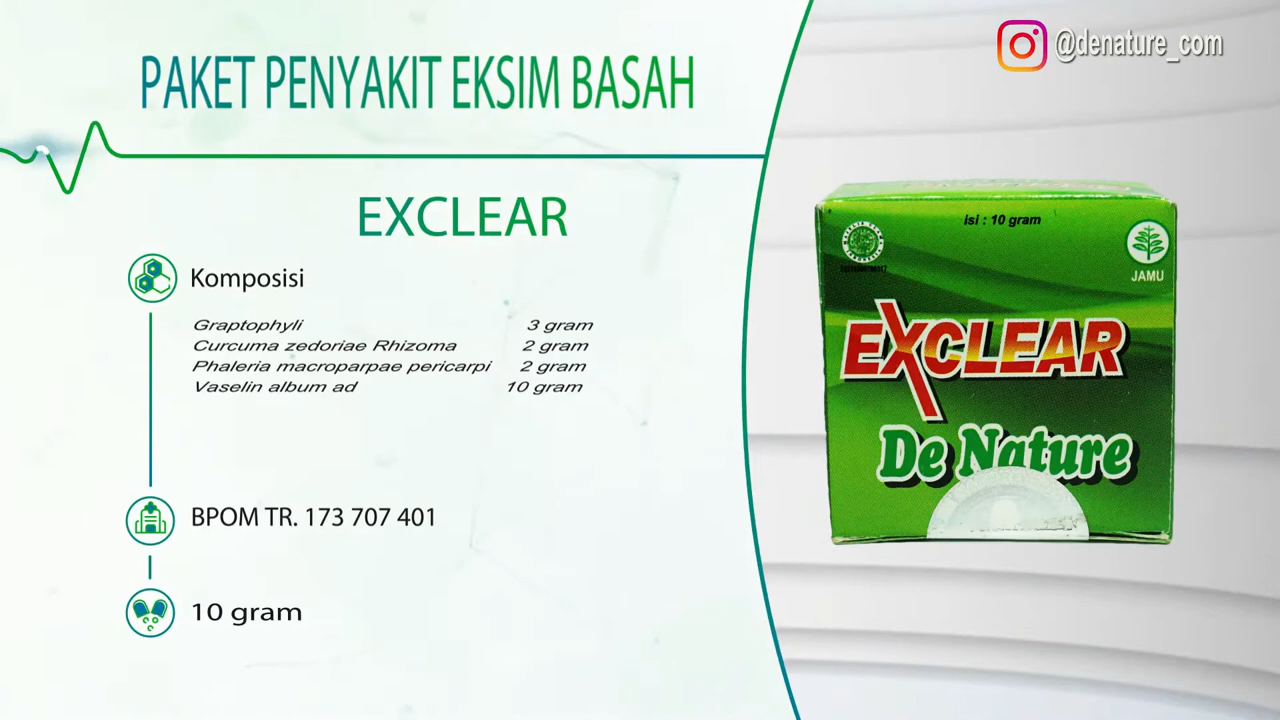 @denature_com
PAKET PENYAKIT EKSIM BASAH
EXCLEAR
Komposisi
Graptophyli 3 gram
Curcuma zedoriae Rhizoma 2 gram
Phaleria macroparpae pericarpi 2 gram
Vaselin album ad 10 gram
BPOM TR. 173 707 401
10 gram
isi : 10 gram
JAMU
EXCLEAR
De Nature